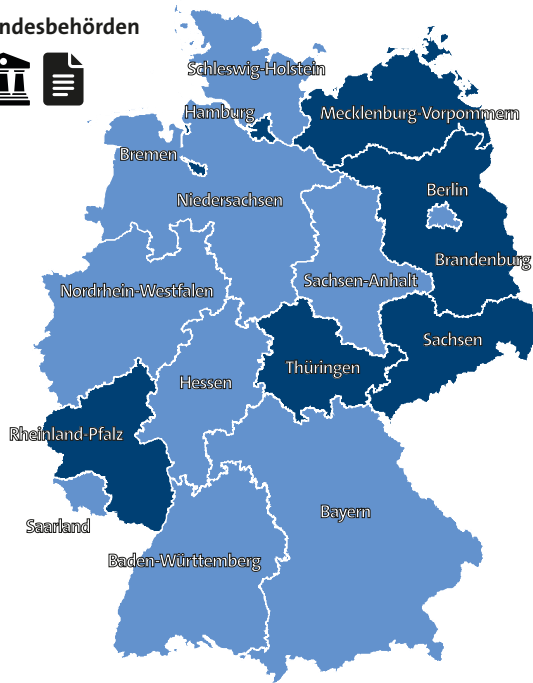 ndesbehörden
Schleswig-Holstein
Hamburg
Mecklenburg-Vorpommern
Bremen
Berlin
Niedersachsen
Brandenburg
Sachsen-Anhalt
Nordrhein-Westfalen
Sachsen
Thüringen
Hessen
Rheinland-Pfalz
Bayern
Saarland
Baden-Württemberg